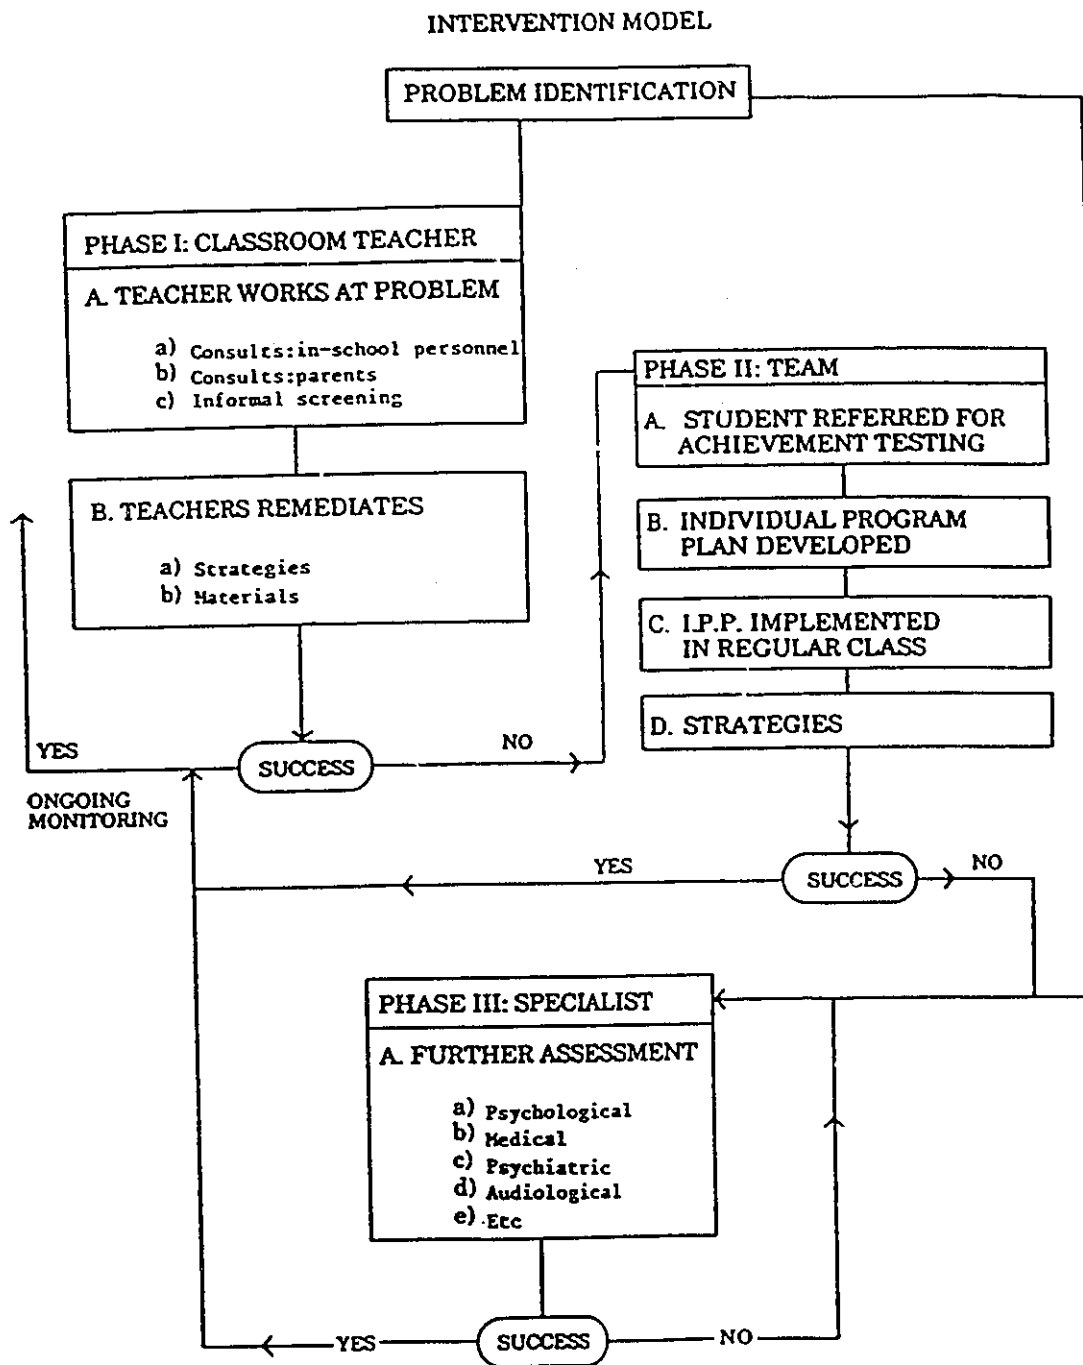 INTERVENTION MODEL
PROBLEM IDENTIFICATION
PHASE I: CLASSROOM TEACHER
A. TEACHER WORKS AT PROBLEM
a) Consults:in-school personnel
b) Consults:parents
c) Informal screening
B. TEACHERS REMEDIATES
a) Strategies
b) Materials
YES
SUCCESS
NO
ONGOING
MONITORING
PHASE II: TEAM
A. STUDENT REFERRED FOR
ACHIEVEMENT TESTING
B. INDIVIDUAL PROGRAM
PLAN DEVELOPED
C. I.P.P. IMPLEMENTED
IN REGULAR CLASS
D. STRATEGIES
YES
SUCCESS
NO
PHASE III: SPECIALIST
A. FURTHER ASSESSMENT
a) Psychological
b) Medical
c) Psychiatric
d) Audiological
e) Etc
YES
SUCCESS
NO